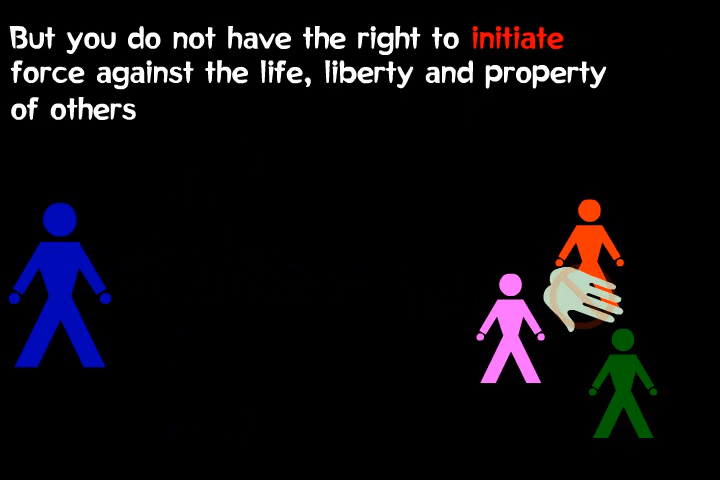 But you do not have the right to initiate
force against the life, liberty and property
of others